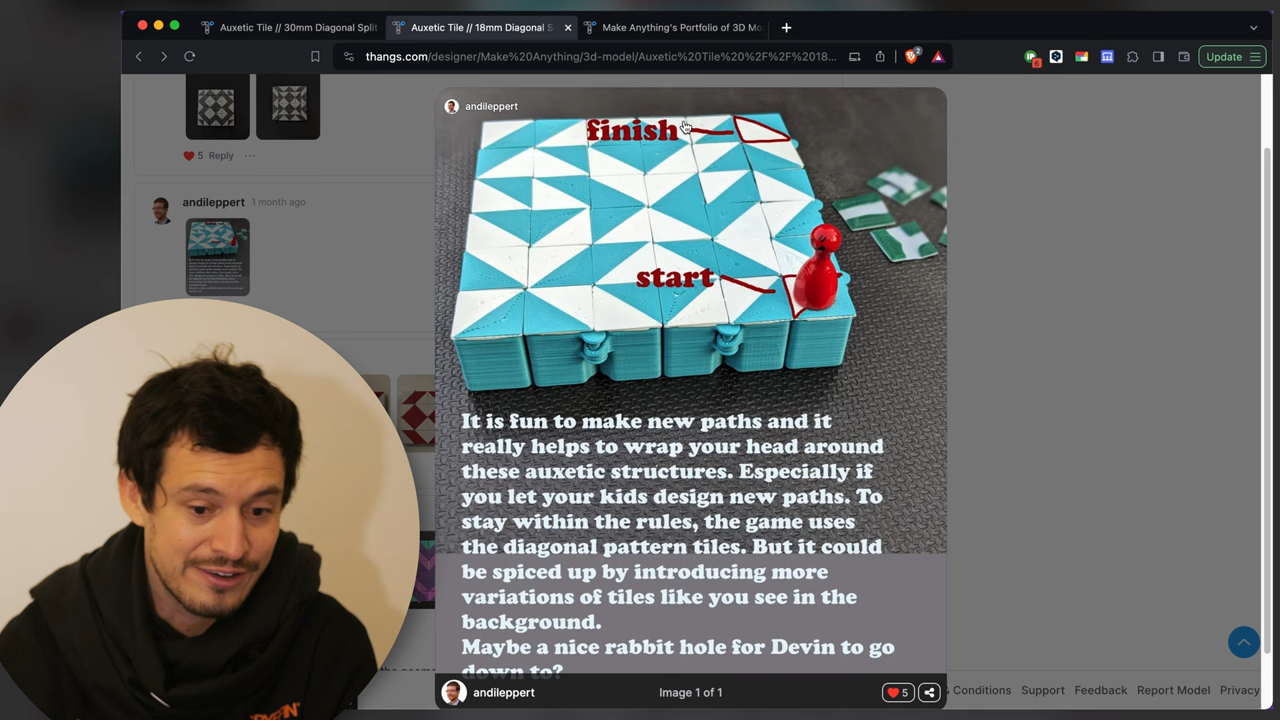 Auxetic Tile // 30mm Diagonal Split
Auxetic Tile // 18mm Diagonal S
Make Anything's Portfolio of 3D Mo
thangs.com/designer/Make%20Anything/3d-model/Auxetic%20Tile%20%2F%2F%2018...
2
6
Update
andileppert
5 Reply
andileppert 1 month ago
finish
start
It is fun to make new paths and it
really helps to wrap your head around
these auxetic structures. Especially if
you let your kids design new paths. To
stay within the rules, the game uses
the diagonal pattern tiles. But it could
be spiced up by introducing more
variations of tiles like you see in the
background.
Maybe a nice rabbit hole for Devin to go
down to?
andileppert
Image 1 of 1
5
Conditions Support Feedback Report Model Privacy